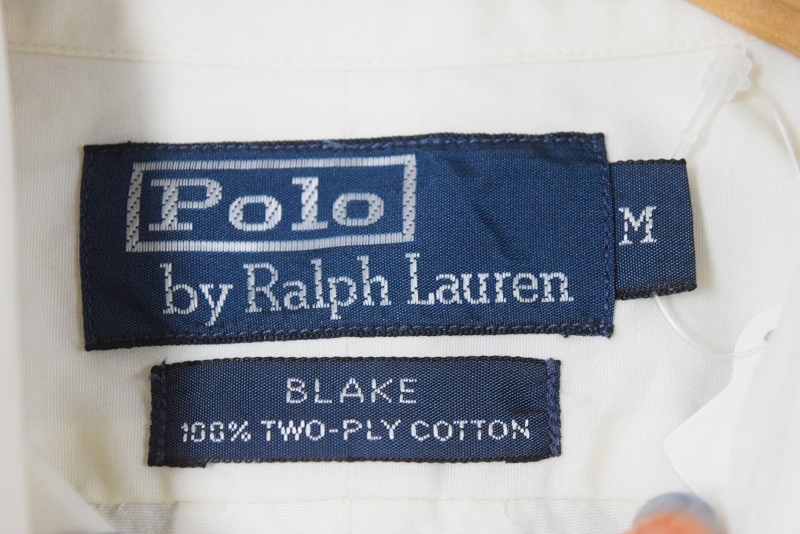 Polo
by Ralph Lauren
M
BLAKE
100% TWO-PLY COTTON